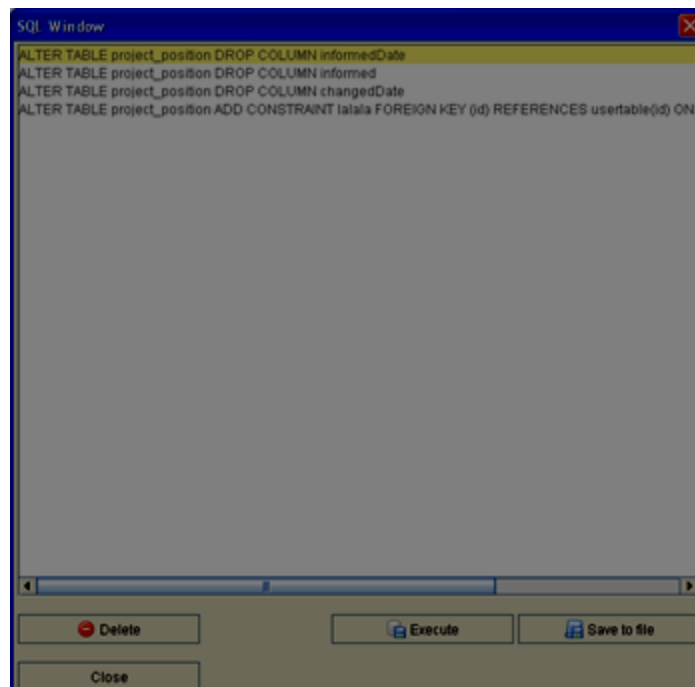 SQL Window
ALTER TABLE project_position DROP COLUMN informedDate
ALTER TABLE project_position DROP COLUMN informed
ALTER TABLE project_position DROP COLUMN changedDate
ALTER TABLE project_position ADD CONSTRAINT lalala FOREIGN KEY (id) REFERENCES usertable(id) ON
Delete
Execute
Save to file
Close